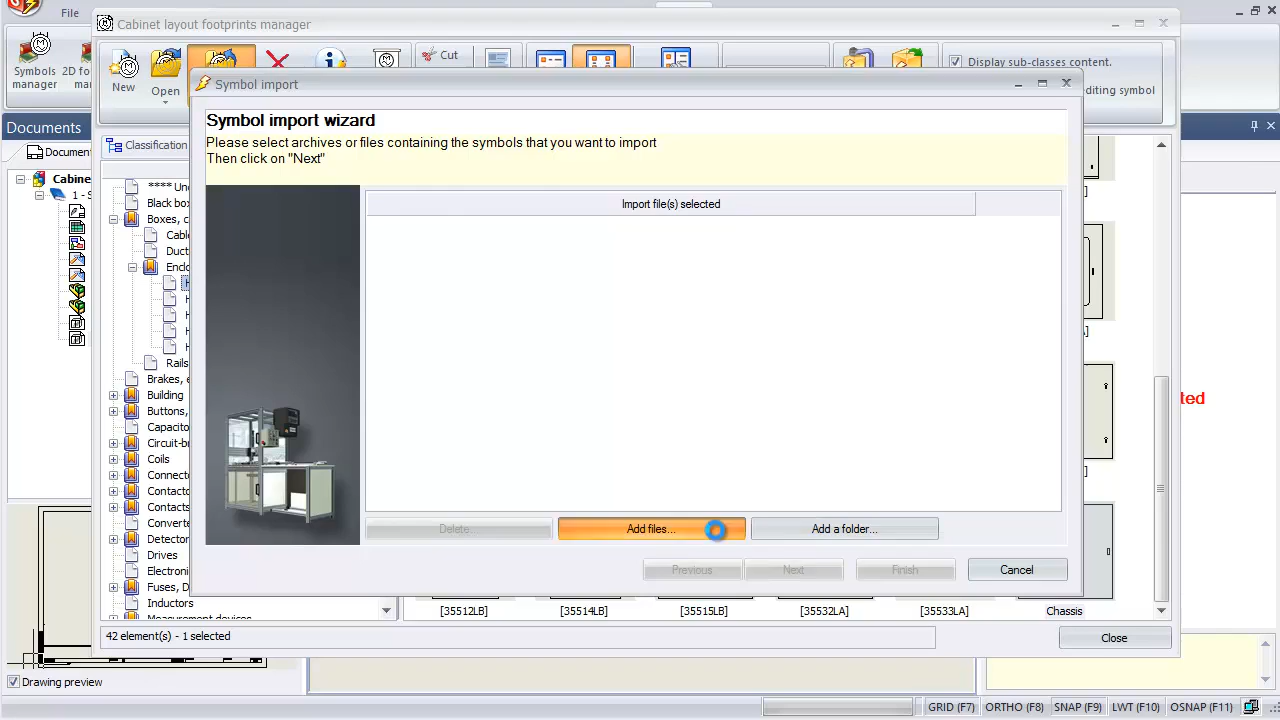 File
Cabinet layout footprints manager
Symbols
manager
2D fo
ma
New
Open
Cut
Display sub-classes content.
diting symbol
Symbol import
Symbol import wizard
Please select archives or files containing the symbols that you want to import
Then click on "Next"
Import file(s) selected
Documents
Documen
Cabine
1 - S
Classification
**** Un
Black box
Boxes, c
Cable
Duct
Enclo
Rails
Brakes, e
Building
Buttons,
Capacito
Circuit-b
Coils
Connecto
Contacto
Contacts
Converte
Detector
Drives
Electroni
Fuses, D
Inductors
Measurement devices
ted
Delete...
Add files...
Add a folder...
Previous
Next
Finish
Cancel
[35512LB]
[35514LB]
[35515LB]
[35532LA]
[35533LA]
Chassis
42 element(s) - 1 selected
Close
Drawing preview
GRID (F7)
ORTHO (F8)
SNAP (F9)
LWT (F10)
OSNAP (F11)